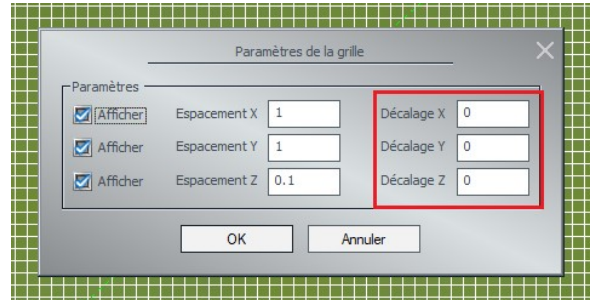 Paramètres de la grille
Paramètres
Afficher Espacement X 1 Décalage X 0
Afficher Espacement Y 1 Décalage Y 0
Afficher Espacement Z 0.1 Décalage Z 0
OK Annuler